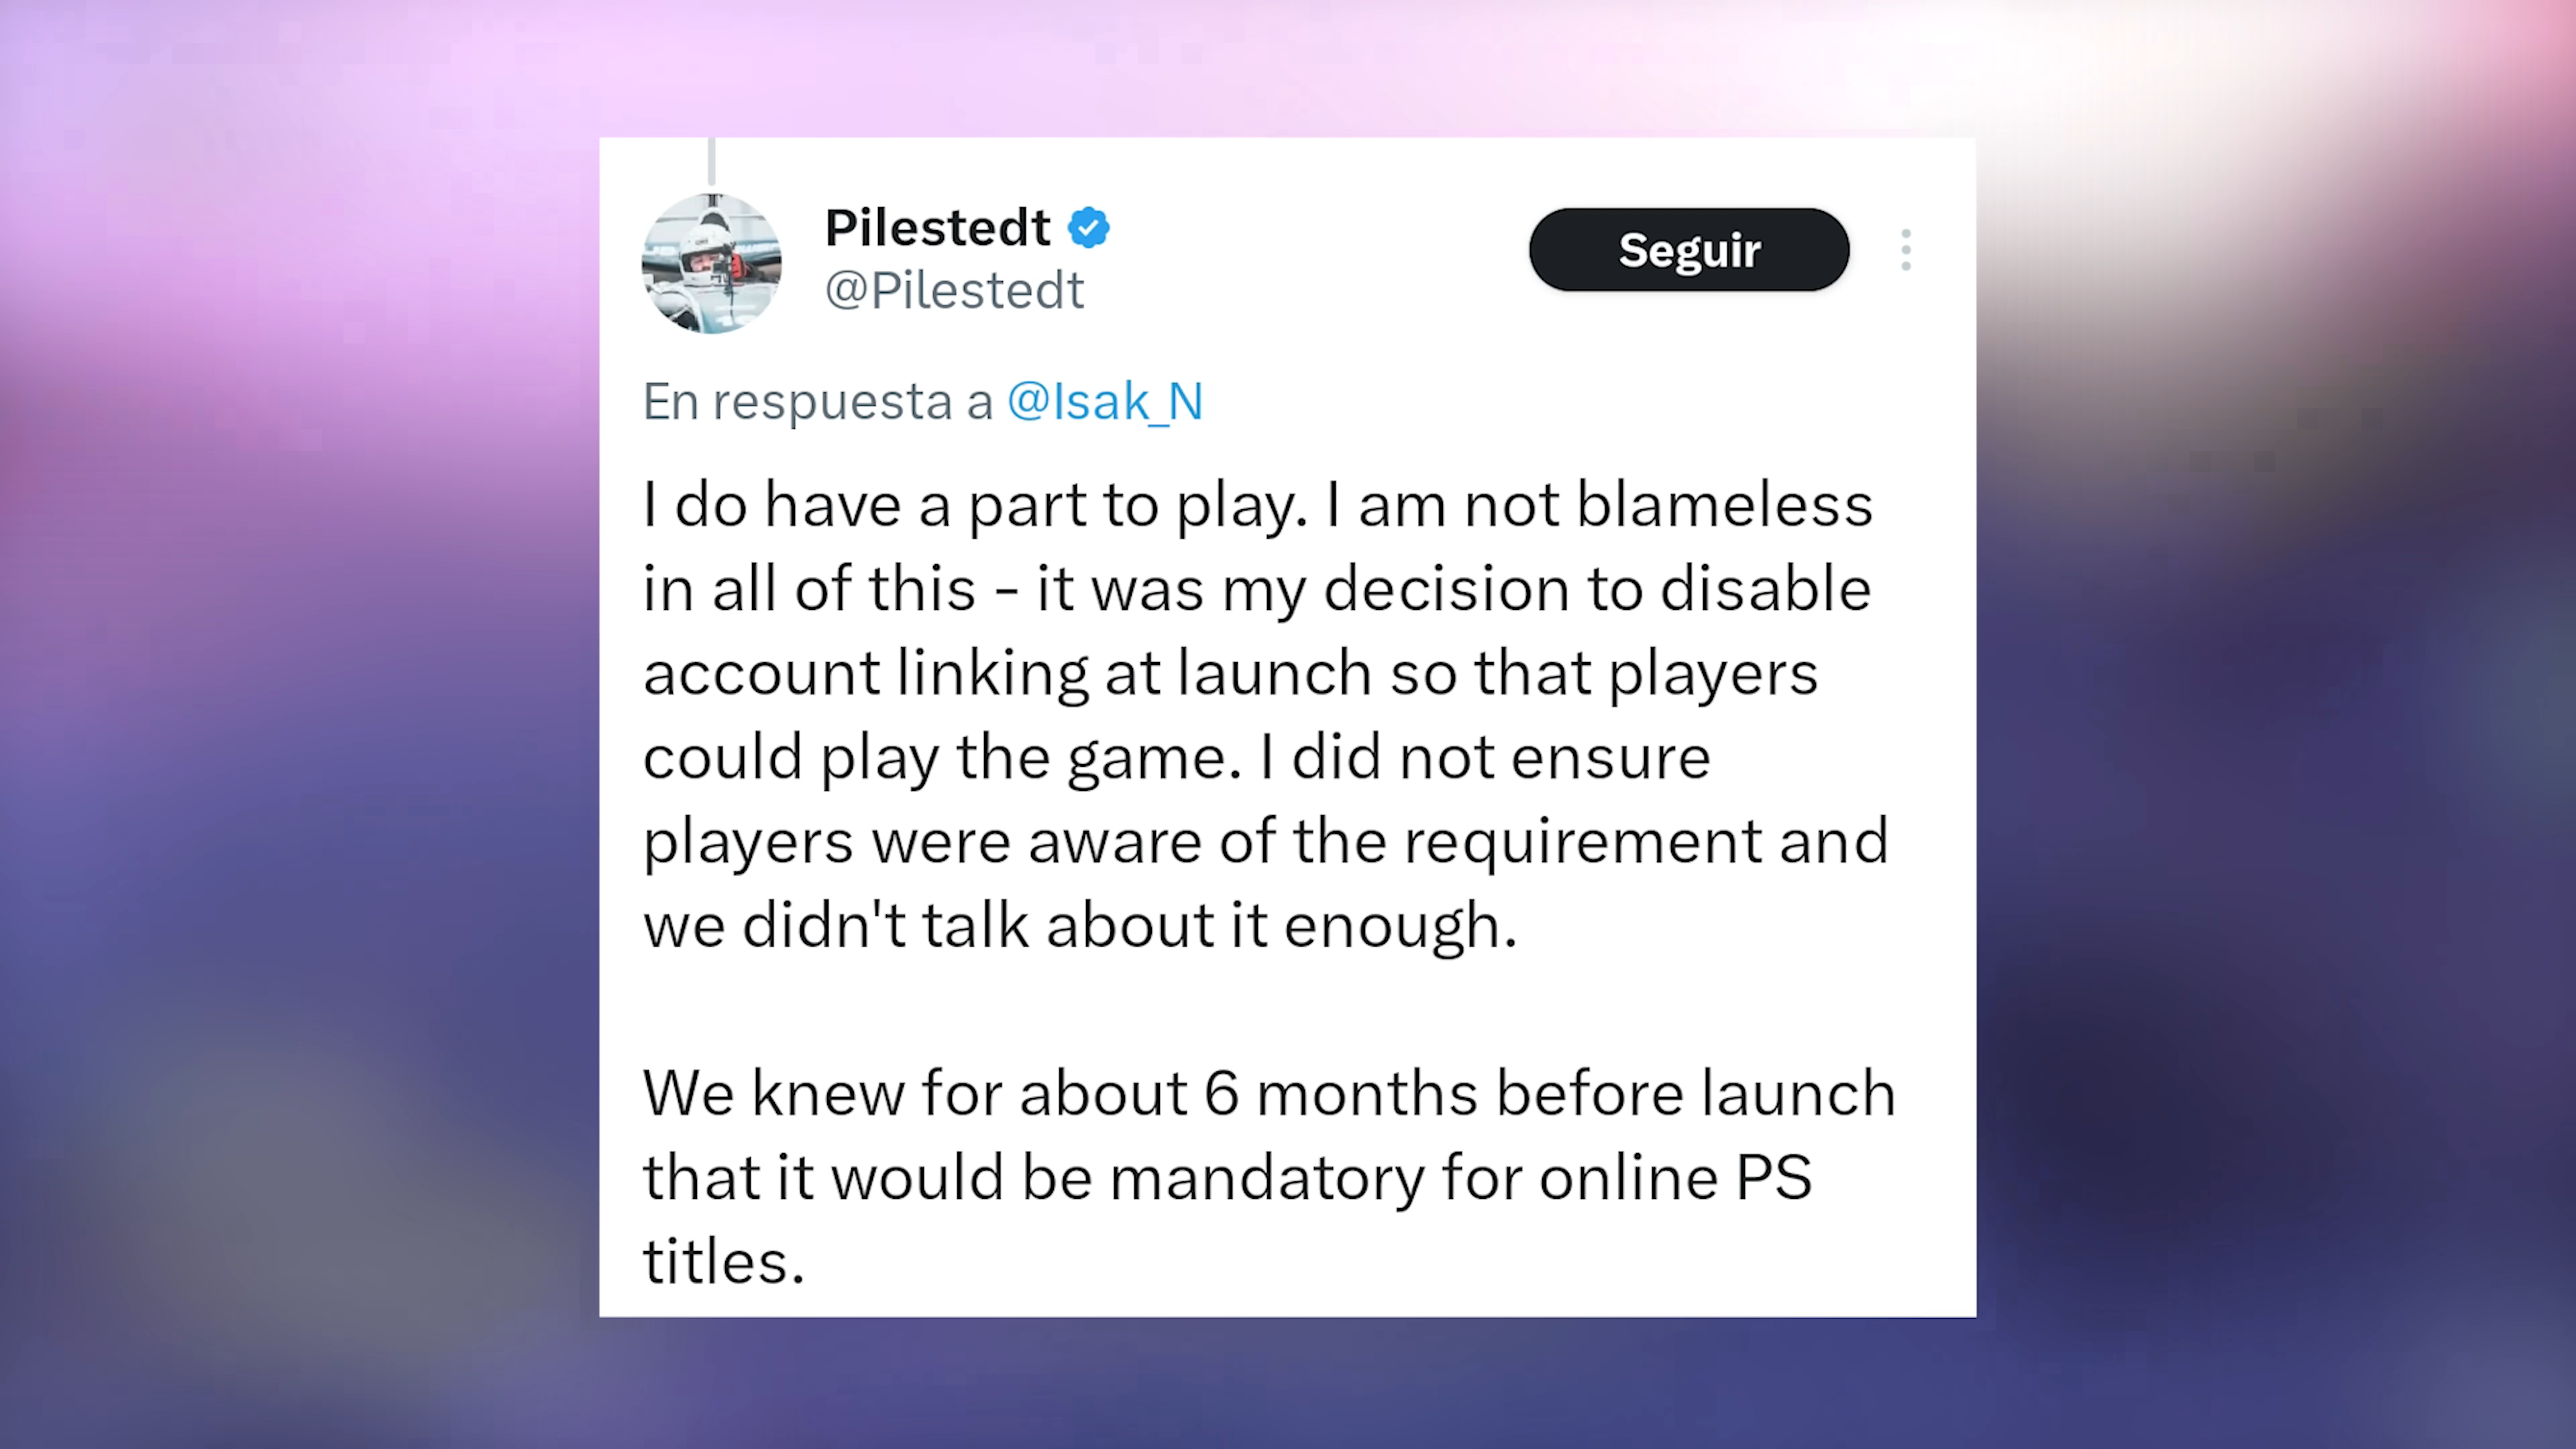 Pilestedt
@Pilestedt
Seguir
En respuesta a @Isak_N
I do have a part to play. I am not blameless
in all of this - it was my decision to disable
account linking at launch so that players
could play the game. I did not ensure
players were aware of the requirement and
we didn't talk about it enough.
We knew for about 6 months before launch
that it would be mandatory for online PS
titles.